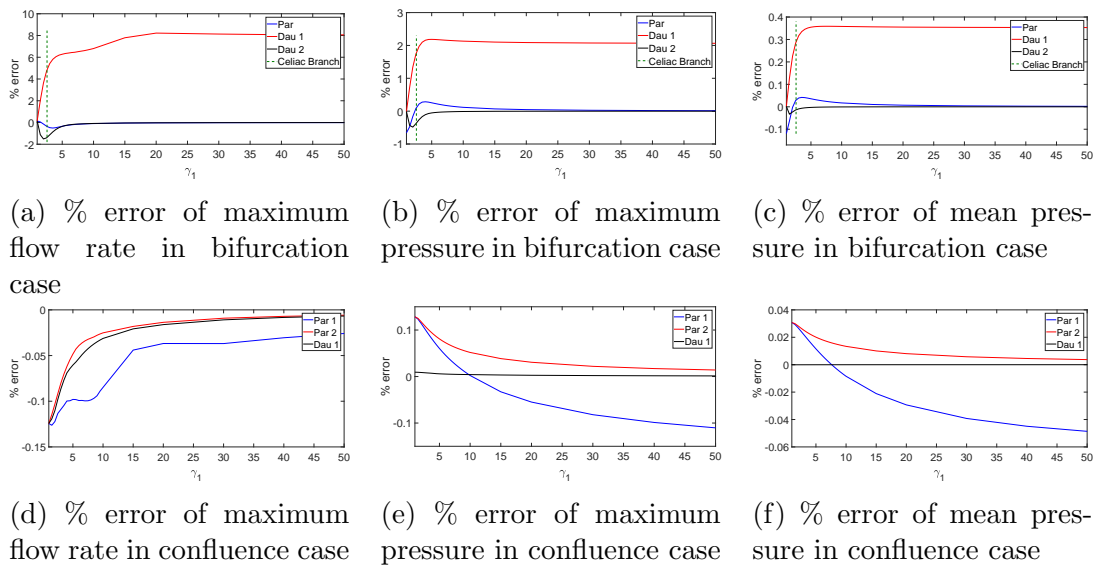 10
8
6
4
2
0
-2
% error
5 10 15 20 25 30 35 40 45 50
γ1
Par
Dau 1
Dau 2
Celiac Branch
3
2
1
0
-1
% error
5 10 15 20 25 30 35 40 45 50
γ1
Par
Dau 1
Dau 2
Celiac Branch
0.4
0.3
0.2
0.1
0
-0.1
% error
5 10 15 20 25 30 35 40 45 50
γ1
Par
Dau 1
Dau 2
Celiac Branch
(a) % error of maximum
flow rate in bifurcation
case
(b) % error of maximum
pressure in bifurcation case
(c) % error of mean pres-
sure in bifurcation case
0
-0.05
-0.1
-0.15
% error
5 10 15 20 25 30 35 40 45 50
γ1
Par 1
Par 2
Dau 1
0.1
0
-0.1
% error
5 10 15 20 25 30 35 40 45 50
γ1
Par 1
Par 2
Dau 1
0.04
0.02
0
-0.02
-0.04
-0.06
% error
5 10 15 20 25 30 35 40 45 50
γ1
Par 1
Par 2
Dau 1
(d) % error of maximum
flow rate in confluence case
(e) % error of maximum
pressure in confluence case
(f) % error of mean pres-
sure in confluence case